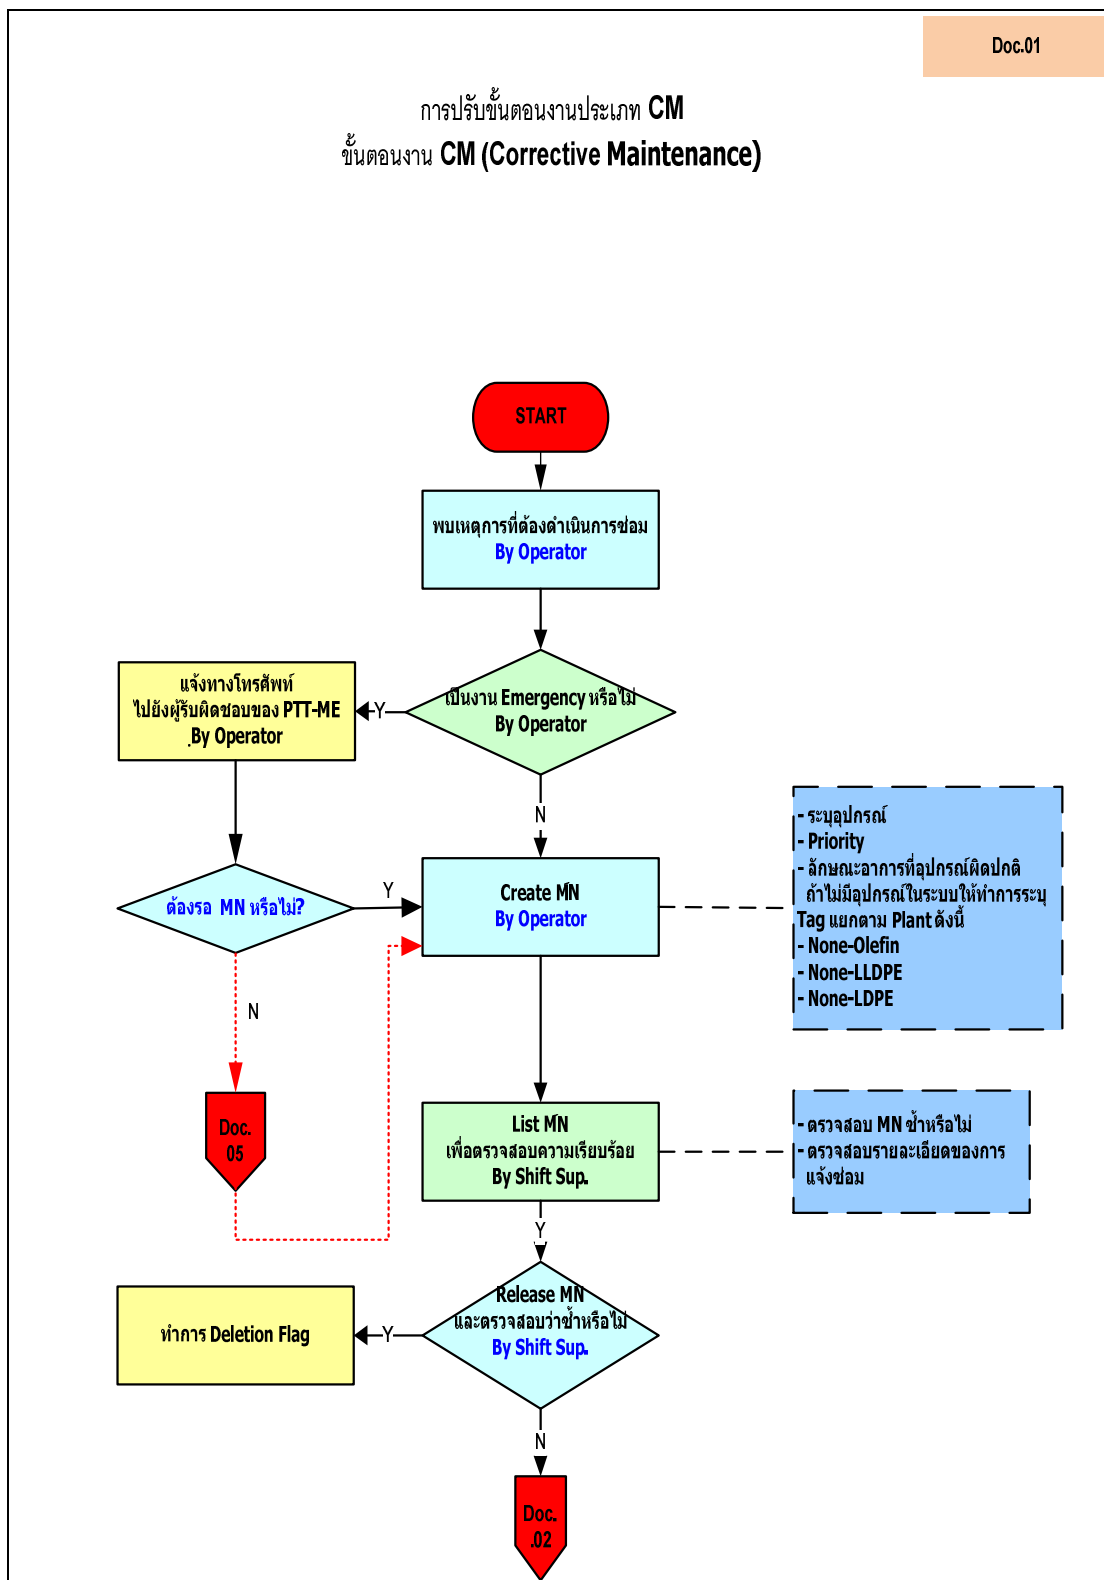 Doc.01
การปรับขั้นตอนงานประเภท CM
ขั้นตอนงาน CM (Corrective Maintenance)
START
พบเหตุการที่ต้องดำเนินการซ่อม
By Operator
เป็นงาน Emergency หรือไม่
By Operator
Y
แจ้งทางโทรศัพท์
ไปยังผู้รับผิดชอบของ PTT-ME
.By Operator
N
ต้องรอ MN หรือไม่?
Y
Create MN
By Operator
- ระบุอุปกรณ์
- Priority
- ลักษณะอาการที่อุปกรณ์ผิดปกติ
ถ้าไม่มีอุปกรณ์ในระบบให้ทำการระบุ
Tag แยกตาม Plant ดังนี้
- None-Olefin
- None-LLDPE
- None-LDPE
N
Doc.
05
List MN
เพื่อตรวจสอบความเรียบร้อย
By Shift Sup.
- ตรวจสอบ MN ซ้ำหรือไม่
- ตรวจสอบรายละเอียดของการ
แจ้งซ่อม
Y
Release MN
และตรวจสอบว่าซ้ำหรือไม่
By Shift Sup.
Y
ทำการ Deletion Flag
N
Doc.
.02